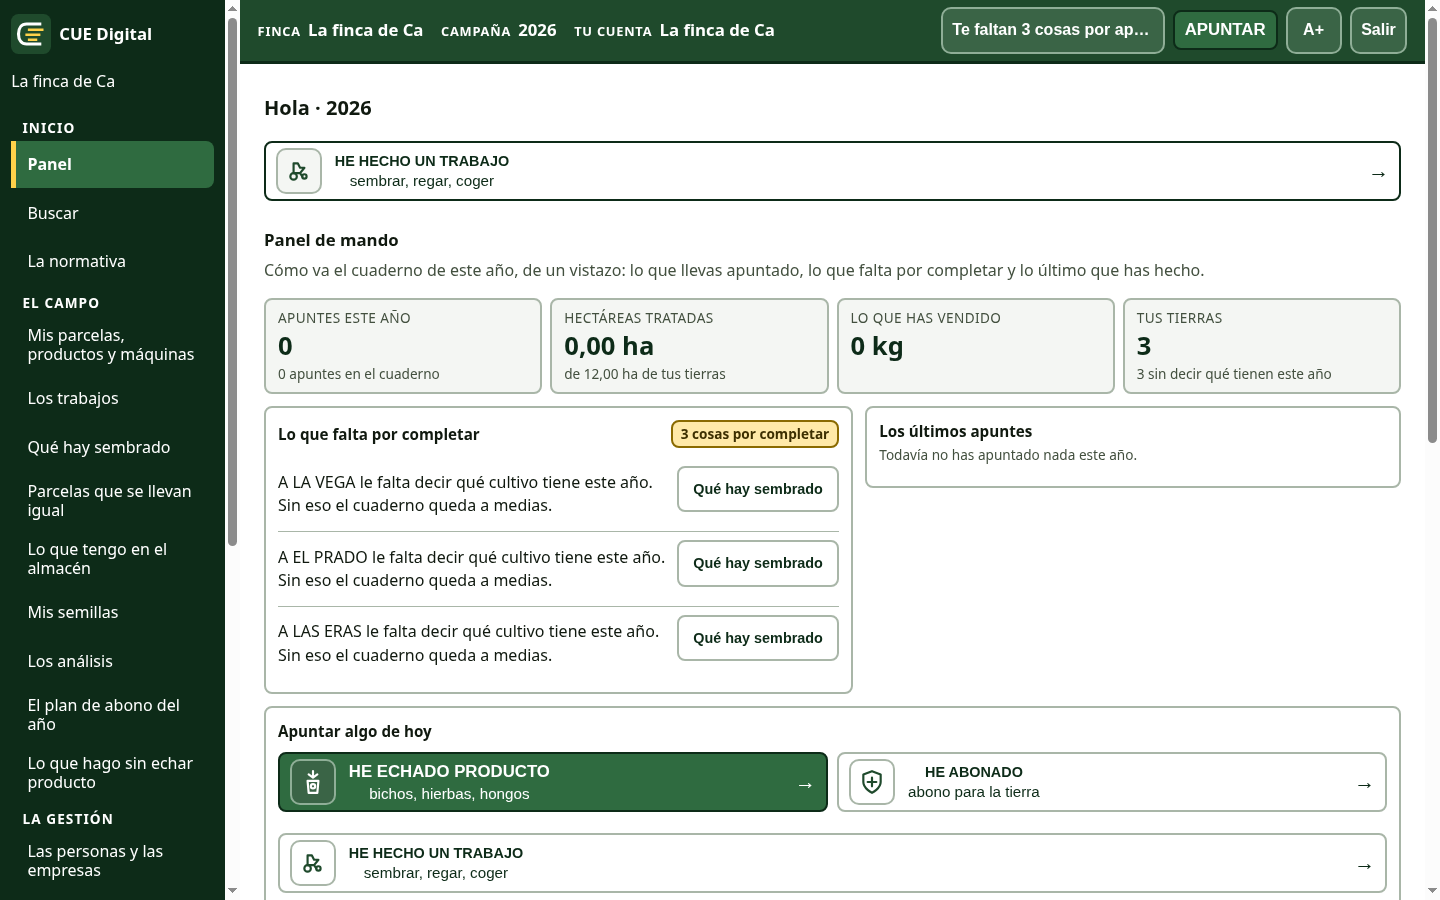 CUE Digital
La finca de Ca
INICIO
Panel
Buscar
La normativa
EL CAMPO
Mis parcelas,
productos y máquinas
Los trabajos
Qué hay sembrado
Parcelas que se llevan
igual
Lo que tengo en el
almacén
Mis semillas
Los análisis
El plan de abono del
año
Lo que hago sin echar
producto
LA GESTIÓN
Las personas y las
empresas
FINCA La finca de Ca CAMPAÑA 2026 TU CUENTA La finca de Ca
Te faltan 3 cosas por ap…
APUNTAR
A+
Salir
Hola · 2026
HE HECHO UN TRABAJO
sembrar, regar, coger
→
Panel de mando
Cómo va el cuaderno de este año, de un vistazo: lo que llevas apuntado, lo que falta por completar y lo último que has hecho.
APUNTES ESTE AÑO
0
0 apuntes en el cuaderno
HECTÁREAS TRATADAS
0,00 ha
de 12,00 ha de tus tierras
LO QUE HAS VENDIDO
0 kg
TUS TIERRAS
3
3 sin decir qué tienen este año
Lo que falta por completar
3 cosas por completar
A LA VEGA le falta decir qué cultivo tiene este año.
Sin eso el cuaderno queda a medias.
Qué hay sembrado
A EL PRADO le falta decir qué cultivo tiene este año.
Sin eso el cuaderno queda a medias.
Qué hay sembrado
A LAS ERAS le falta decir qué cultivo tiene este año.
Sin eso el cuaderno queda a medias.
Qué hay sembrado
Los últimos apuntes
Todavía no has apuntado nada este año.
Apuntar algo de hoy
HE ECHADO PRODUCTO
bichos, hierbas, hongos
→
HE ABONADO
abono para la tierra
→
HE HECHO UN TRABAJO
sembrar, regar, coger
→